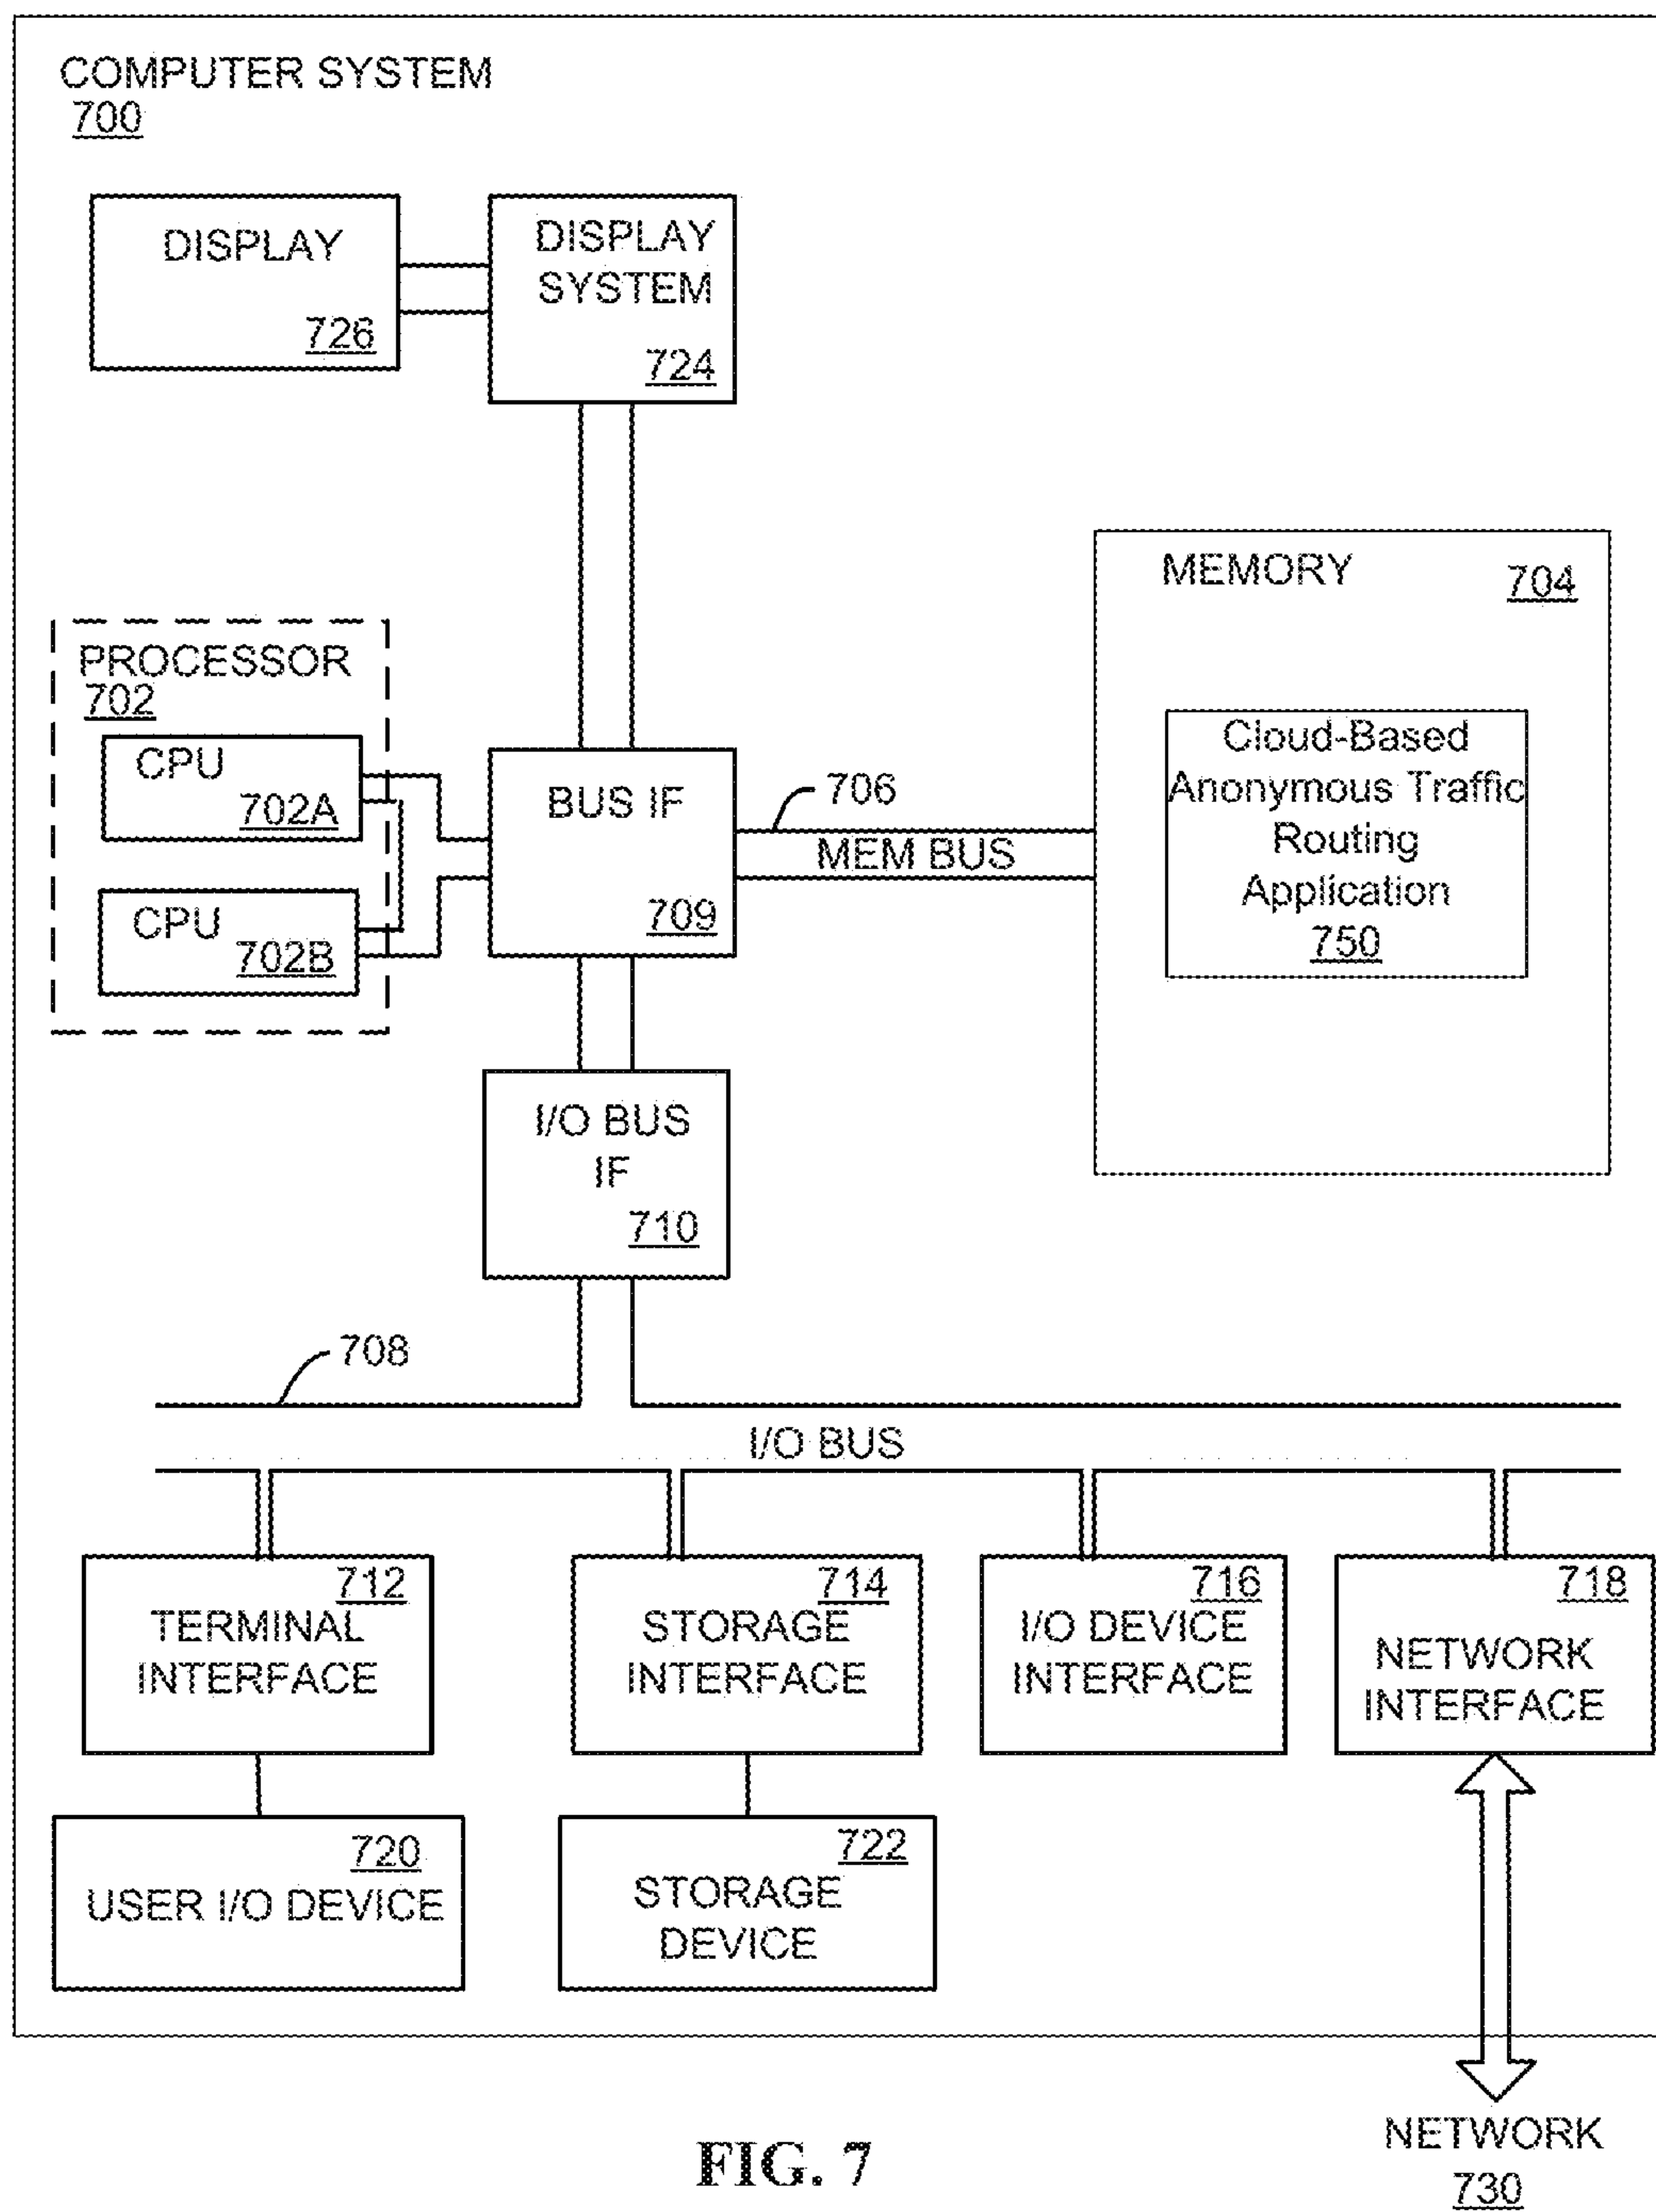 COMPUTER SYSTEM
700
DISPLAY
726
DISPLAY
SYSTEM
724
MEMORY
704
PROCESSOR
702
CPU
702A
CPU
702B
BUS IF
709
706
MEM BUS
Cloud-Based
Anonymous Traffic
Routing
Application
750
I/O BUS
IF
710
708
I/O BUS
712
TERMINAL
INTERFACE
714
STORAGE
INTERFACE
716
I/O DEVICE
INTERFACE
718
NETWORK
INTERFACE
720
USER I/O DEVICE
722
STORAGE
DEVICE
NETWORK
730
FIG. 7